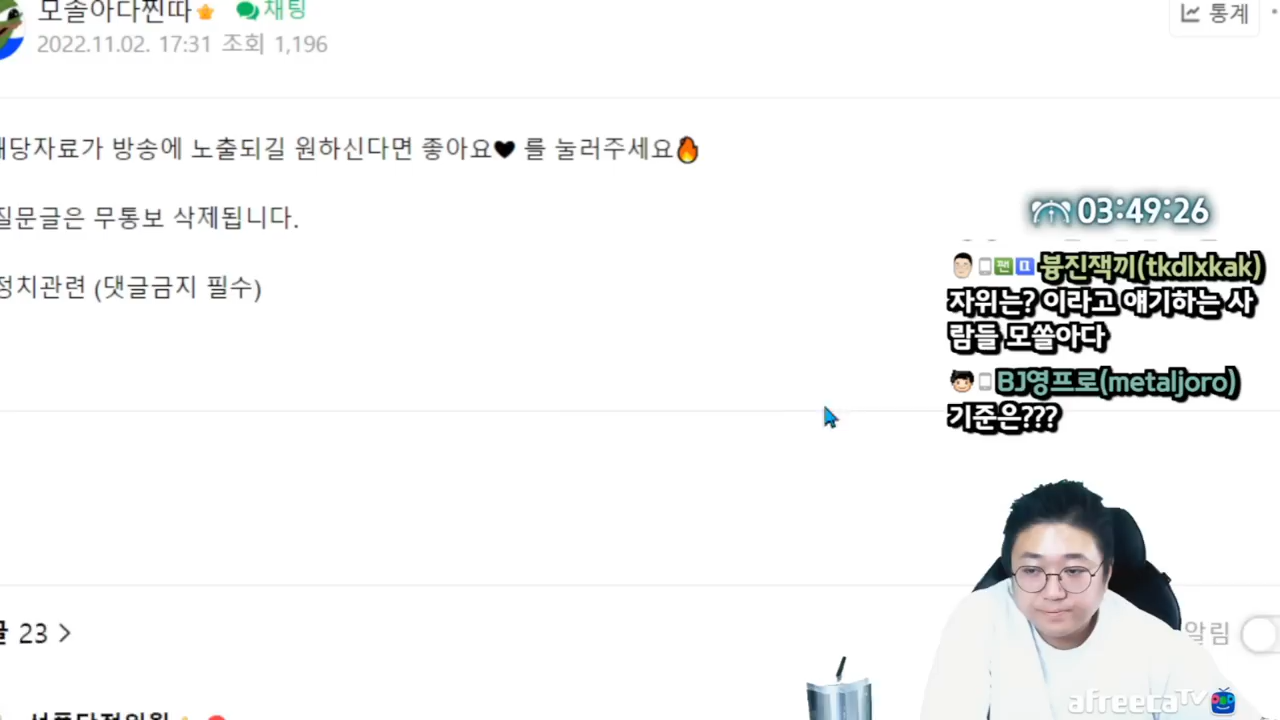 모솔아다찐따
채팅
통계
2022.11.02. 17:31 조회 1,196
해당자료가 방송에 노출되길 원하신다면 좋아요🖤 를 눌러주세요🔥
질문글은 무통보 삭제됩니다.
정치관련 (댓글금지 필수)
03:49:26
팬
븅진잭끼(tkdlxkak)
자위는? 이라고 얘기하는 사
람들 모쏠아다
BJ영프로(metaljoro)
기준은???
글 23 >
알림
afreecaTV